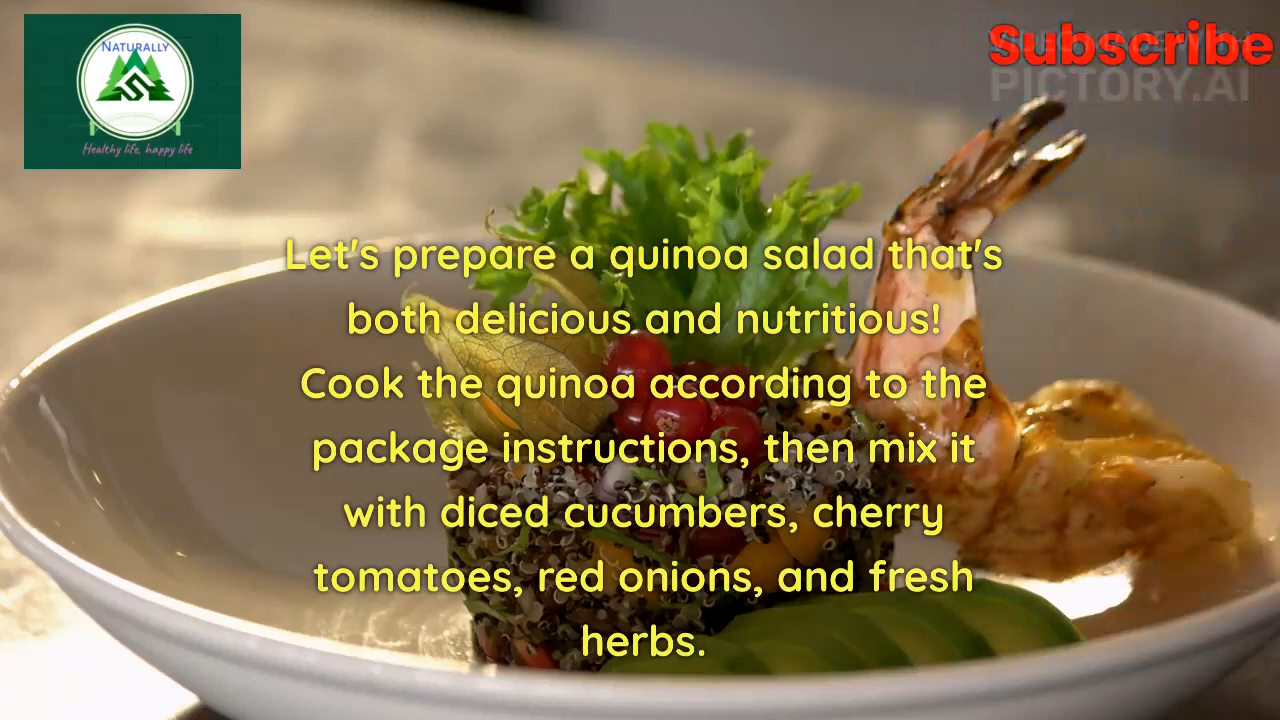 NATURALLY
Healthy life, happy life
Subscribe
PICTORY.AI
Let's prepare a quinoa salad that's
both delicious and nutritious!
Cook the quinoa according to the
package instructions, then mix it
with diced cucumbers, cherry
tomatoes, red onions, and fresh
herbs.